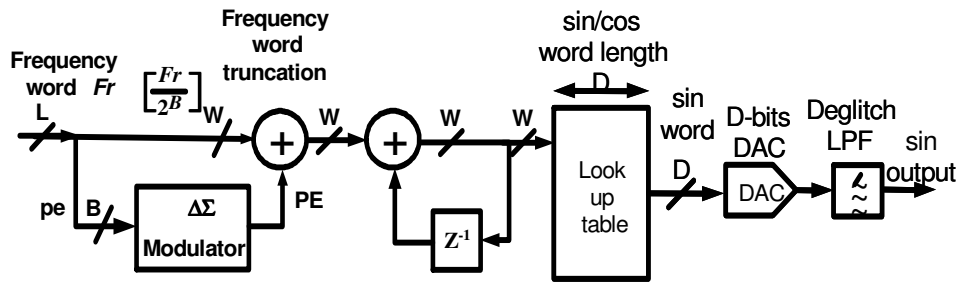 Frequency
word Fr
L
[Fr/2^B]
W
Frequency
word
truncation
+
W
+
W
W
pe
B
ΔΣ
Modulator
PE
Z⁻¹
sin/cos
word length
D
Look
up
table
sin
word
D
D-bits
DAC
DAC
Deglitch
LPF
sin
output